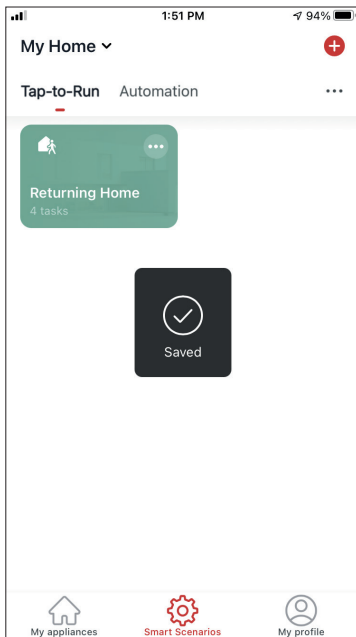 1:51 PM
94%
My Home
Tap-to-Run Automation
Returning Home
4 tasks
Saved
My appliances Smart Scenarios My profile